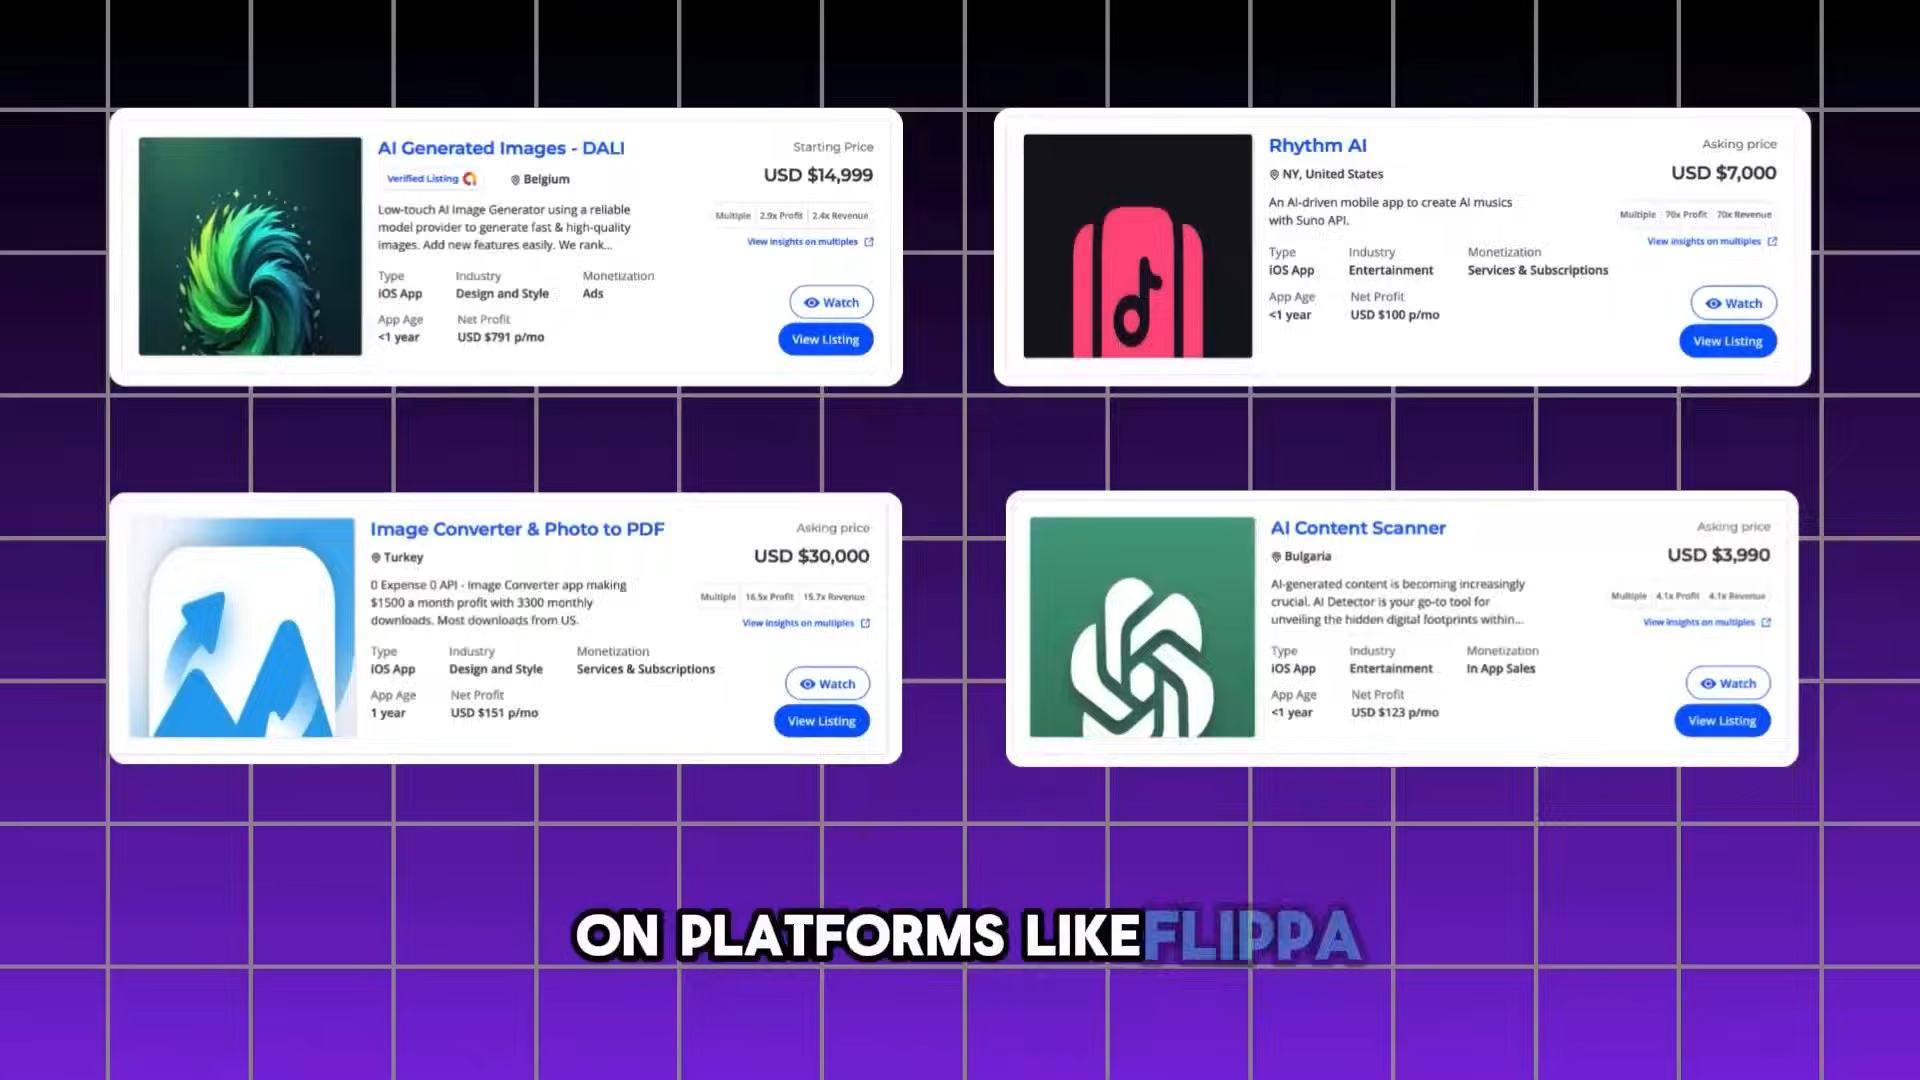 AI Generated Images - DALI
Verified Listing
Belgium
Low-touch AI Image Generator using a reliable
model provider to generate fast & high-quality
images. Add new features easily. We rank...
Type Industry Monetization
iOS App Design and Style Ads
App Age Net Profit
<1 year USD $791 p/mo
Starting Price
USD $14,999
Multiple 2.9x Profit 2.4x Revenue
View insights on multiples
Watch
View Listing
Rhythm AI
NY, United States
An AI-driven mobile app to create AI musics
with Suno API.
Type Industry Monetization
iOS App Entertainment Services & Subscriptions
App Age Net Profit
<1 year USD $100 p/mo
Asking price
USD $7,000
Multiple 70x Profit 70x Revenue
View insights on multiples
Watch
View Listing
Image Converter & Photo to PDF
Turkey
0 Expense 0 API - Image Converter app making
$1500 a month profit with 3300 monthly
downloads. Most downloads from US.
Type Industry Monetization
iOS App Design and Style Services & Subscriptions
App Age Net Profit
1 year USD $151 p/mo
Asking price
USD $30,000
Multiple 16.5x Profit 15.7x Revenue
View insights on multiples
Watch
View Listing
AI Content Scanner
Bulgaria
AI-generated content is becoming increasingly
crucial. AI Detector is your go-to tool for
unveiling the hidden digital footprints within...
Type Industry Monetization
iOS App Entertainment In App Sales
App Age Net Profit
<1 year USD $123 p/mo
Asking price
USD $3,990
Multiple 4.1x Profit 4.1x Revenue
View insights on multiples
Watch
View Listing
ON PLATFORMS LIKE FLIPPA